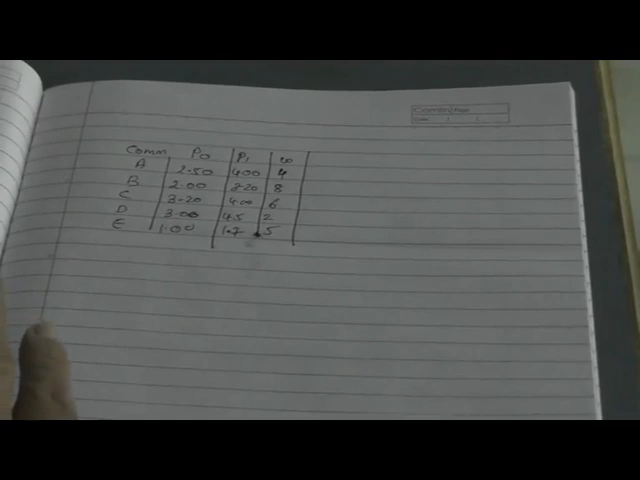 Comm P0 P1 w
A 2.50 4.00 4
B 2.00 3.20 8
C 3.20 4.00 6
D 3.00 4.5 2
E 1.00 1.7 5